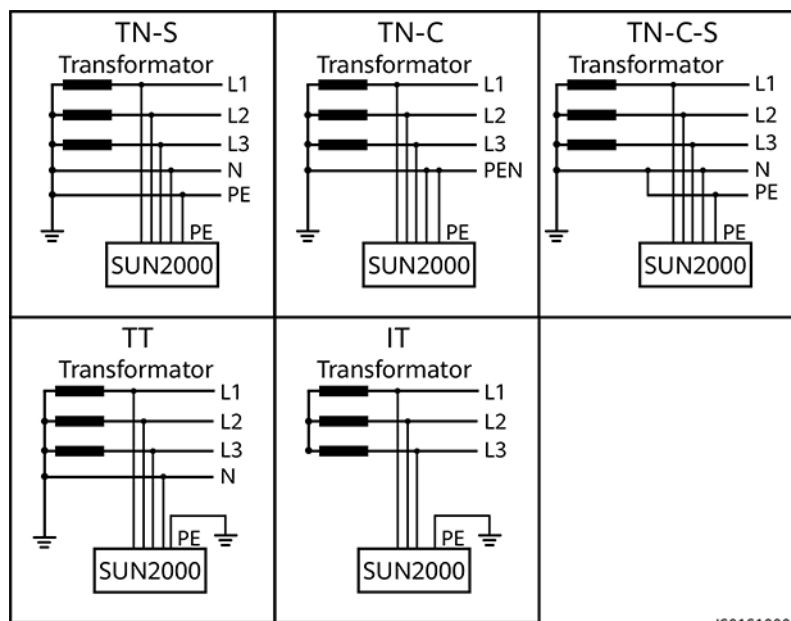 TN-S
Transformator
L1
L2
L3
N
PE
PE
SUN2000
TN-C
Transformator
L1
L2
L3
PEN
PE
SUN2000
TN-C-S
Transformator
L1
L2
L3
N
PE
PE
SUN2000
TT
Transformator
L1
L2
L3
N
PE
SUN2000
IT
Transformator
L1
L2
L3
PE
SUN2000